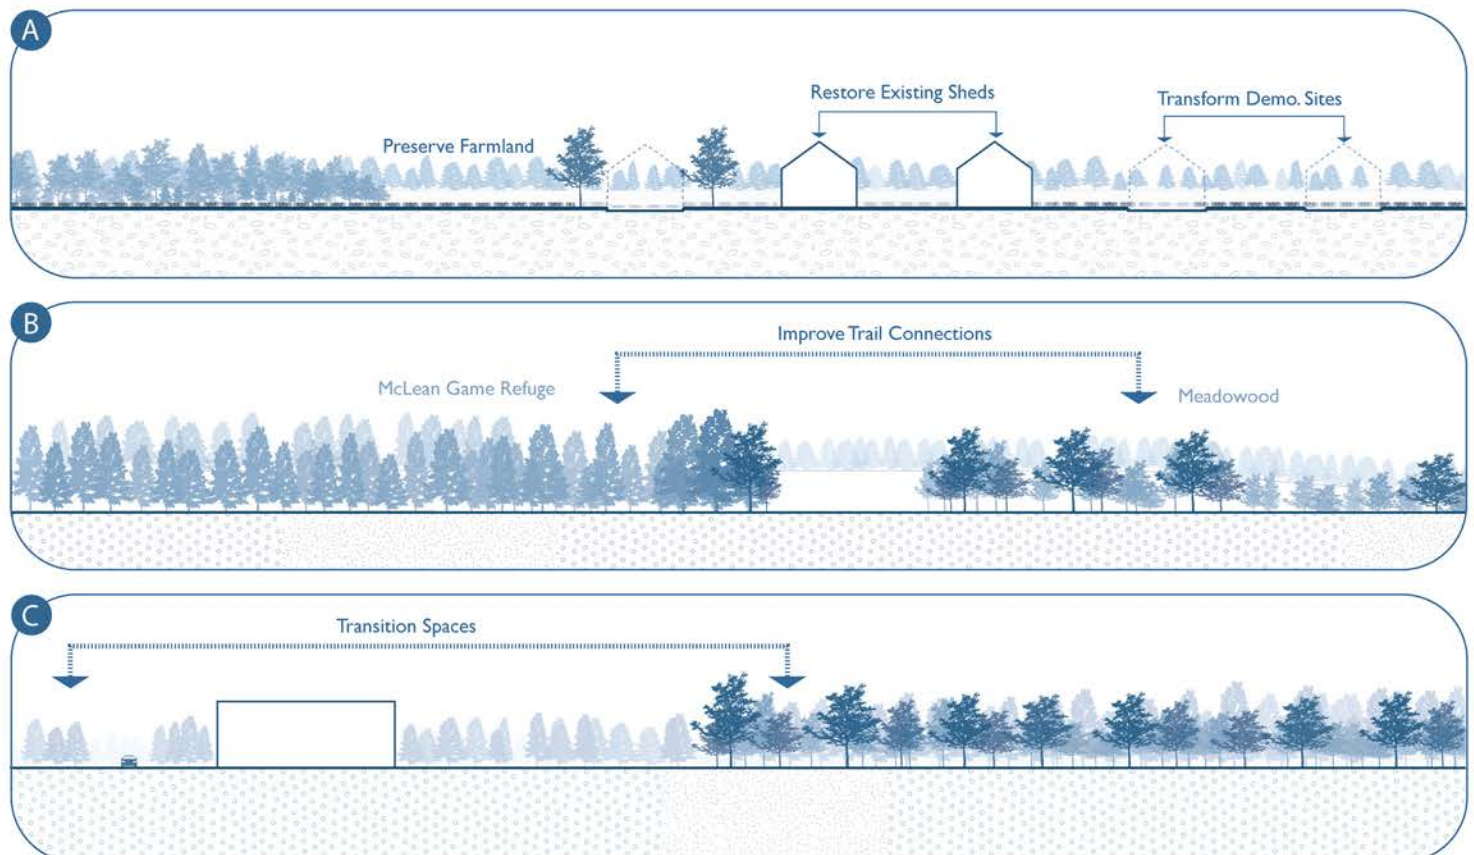 A
Restore Existing Sheds
Transform Demo. Sites
Preserve Farmland
B
Improve Trail Connections
McLean Game Refuge
Meadowood
C
Transition Spaces